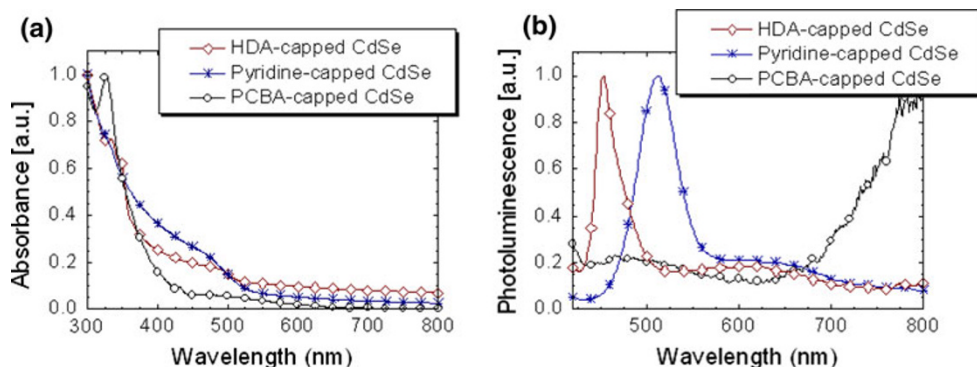 (a)
HDA-capped CdSe
Pyridine-capped CdSe
PCBA-capped CdSe
Absorbance [a.u.]
1.0
0.8
0.6
0.4
0.2
0.0
300 400 500 600 700 800
Wavelength (nm)
(b)
HDA-capped CdSe
Pyridine-capped CdSe
PCBA-capped CdSe
Photoluminescence [a.u.]
1.0
0.8
0.6
0.4
0.2
0.0
500 600 700 800
Wavelength (nm)